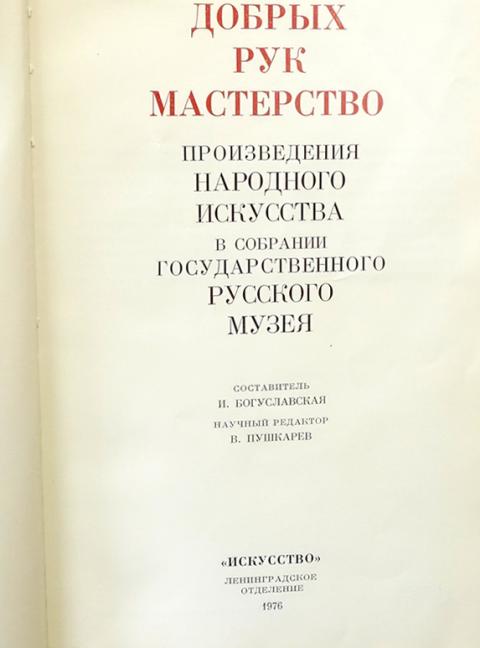 ДОБРЫХ
РУК
МАСТЕРСТВО
ПРОИЗВЕДЕНИЯ
НАРОДНОГО
ИСКУССТВА
В СОБРАНИИ
ГОСУДАРСТВЕННОГО
РУССКОГО
МУЗЕЯ
СОСТАВИТЕЛЬ
И. БОГУСЛАВСКАЯ
НАУЧНЫЙ РЕДАКТОР
В. ПУШКАРЕВ
«ИСКУССТВО»
ЛЕНИНГРАДСКОЕ
ОТДЕЛЕНИЕ
1976